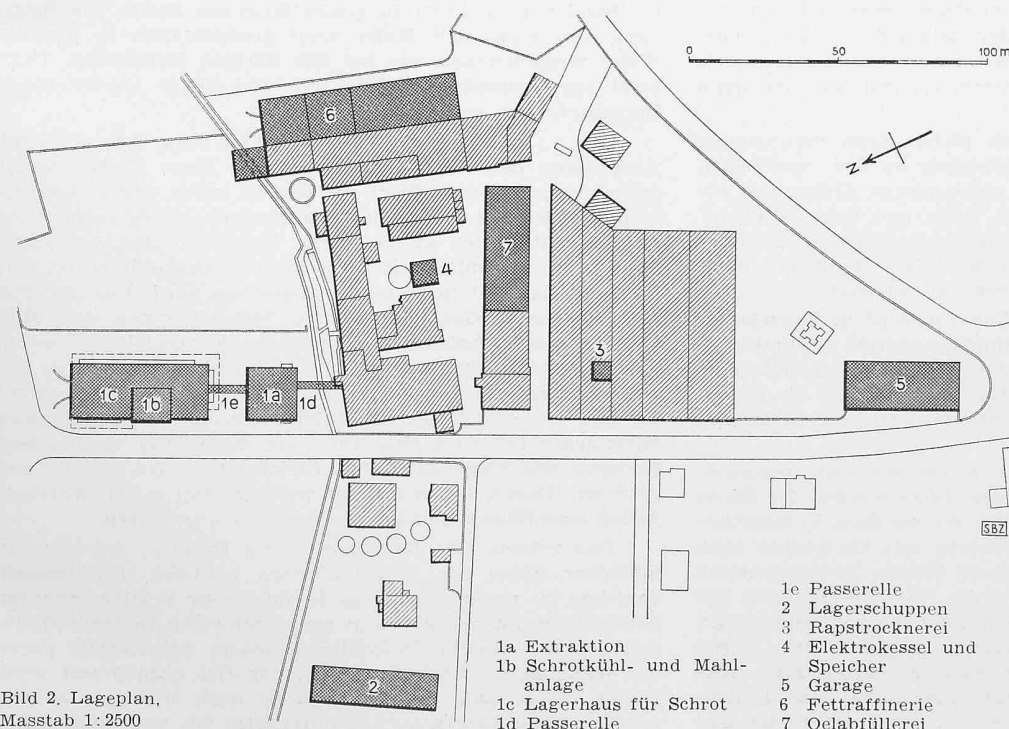 0 50 100 m
N
6
7
4
3
5
1c
1b
1e
1a
1d
2
SBZ
1a Extraktion
1b Schrotkühl- und Mahl-
anlage
1c Lagerhaus für Schrot
1d Passerelle
1e Passerelle
2 Lagerschuppen
3 Rapstrocknerei
4 Elektrokessel und
Speicher
5 Garage
6 Fettraffinerie
7 Oelabfüllerei
Bild 2. Lageplan,
Masstab 1:2500